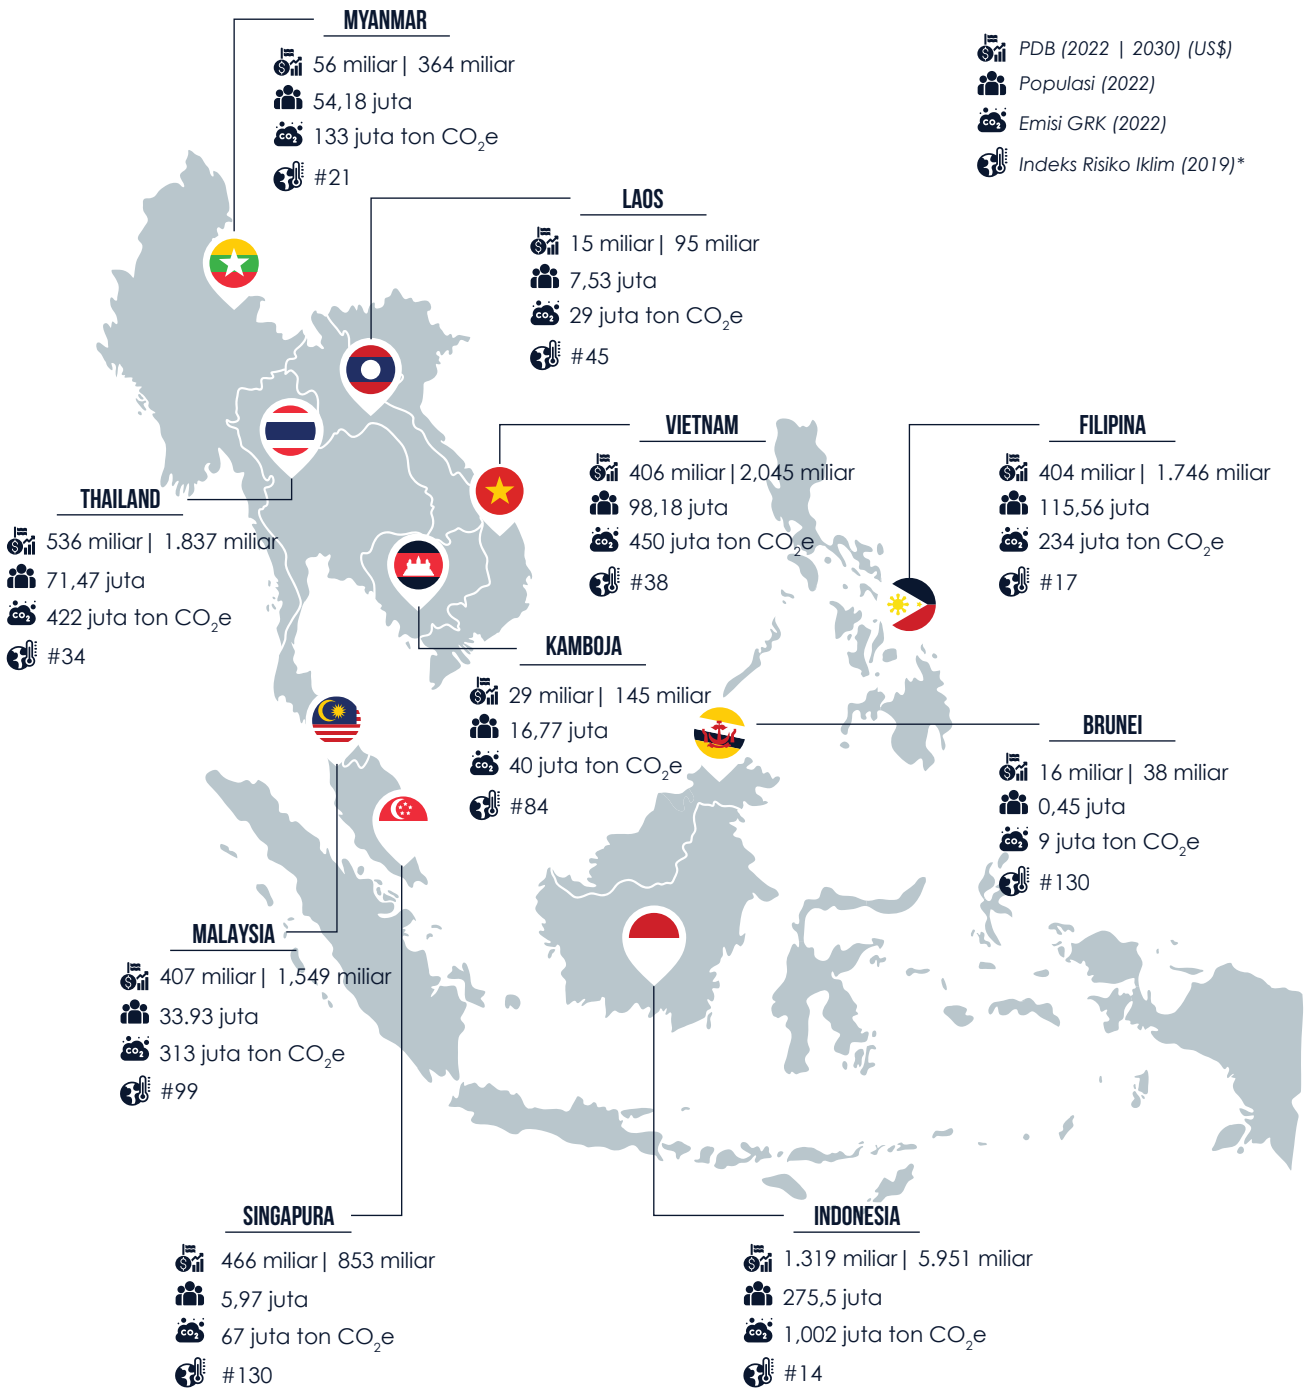 MYANMAR
56 miliar | 364 miliar
54,18 juta
133 juta ton CO₂e
#21
PDB (2022 | 2030) (US$)
Populasi (2022)
Emisi GRK (2022)
Indeks Risiko Iklim (2019)*
LAOS
15 miliar | 95 miliar
7,53 juta
29 juta ton CO₂e
#45
VIETNAM
406 miliar | 2,045 miliar
98,18 juta
450 juta ton CO₂e
#38
FILIPINA
404 miliar | 1.746 miliar
115,56 juta
234 juta ton CO₂e
#17
THAILAND
536 miliar | 1.837 miliar
71,47 juta
422 juta ton CO₂e
#34
KAMBOJA
29 miliar | 145 miliar
16,77 juta
40 juta ton CO₂e
#84
BRUNEI
16 miliar | 38 miliar
0,45 juta
9 juta ton CO₂e
#130
MALAYSIA
407 miliar | 1,549 miliar
33.93 juta
313 juta ton CO₂e
#99
SINGAPURA
466 miliar | 853 miliar
5,97 juta
67 juta ton CO₂e
#130
INDONESIA
1.319 miliar | 5.951 miliar
275,5 juta
1,002 juta ton CO₂e
#14